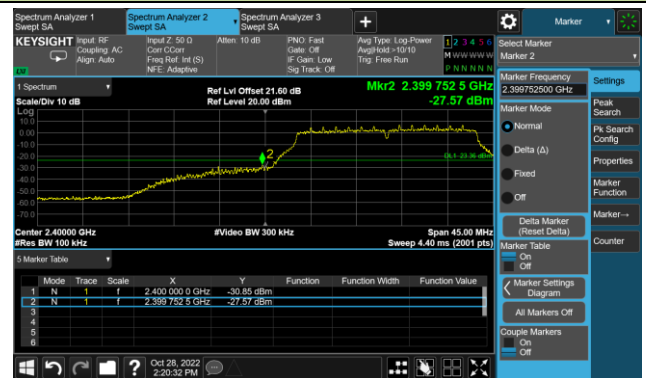 Spectrum Analyzer 1
Swept SA
Spectrum Analyzer 2
Swept SA
Spectrum Analyzer 3
Swept SA
+
Marker
KEYSIGHT
Input: RF
Coupling: AC
Align: Auto
Input Z: 50 Ω
Corr CCorr
Freq Ref: Int (S)
NFE: Adaptive
Atten: 10 dB
PNO: Fast
Gate: Off
IF Gain: Low
Sig Track: Off
Avg Type: Log-Power
Avg|Hold:>10/10
Trig: Free Run
1 2 3 4 5 6
M W W W W W
P N N N N N
LXI
Select Marker
Marker 2
1 Spectrum
Scale/Div 10 dB
Ref Lvl Offset 21.60 dB
Ref Level 20.00 dBm
Mkr2 2.399 752 5 GHz
-27.57 dBm
Log
10.0
0.00
-10.0
-20.0
-30.0
-40.0
-50.0
-60.0
-70.0
2
DL1 -23.36 dBm
Center 2.40000 GHz
#Res BW 100 kHz
#Video BW 300 kHz
Span 45.00 MHz
Sweep 4.40 ms (2001 pts)
5 Marker Table
Mode Trace Scale X Y Function Function Width Function Value
1 N 1 f 2.400 000 0 GHz -30.85 dBm
2 N 1 f 2.399 752 5 GHz -27.57 dBm
3
4
5
6
Marker Frequency
2.399752500 GHz
Marker Mode
Normal
Delta (Δ)
Fixed
Off
Delta Marker
(Reset Delta)
Marker Table
On
Off
Marker Settings
Diagram
All Markers Off
Couple Markers
On
Off
Settings
Peak
Search
Pk Search
Config
Properties
Marker
Function
Marker→
Counter
?
Oct 28, 2022
2:20:32 PM